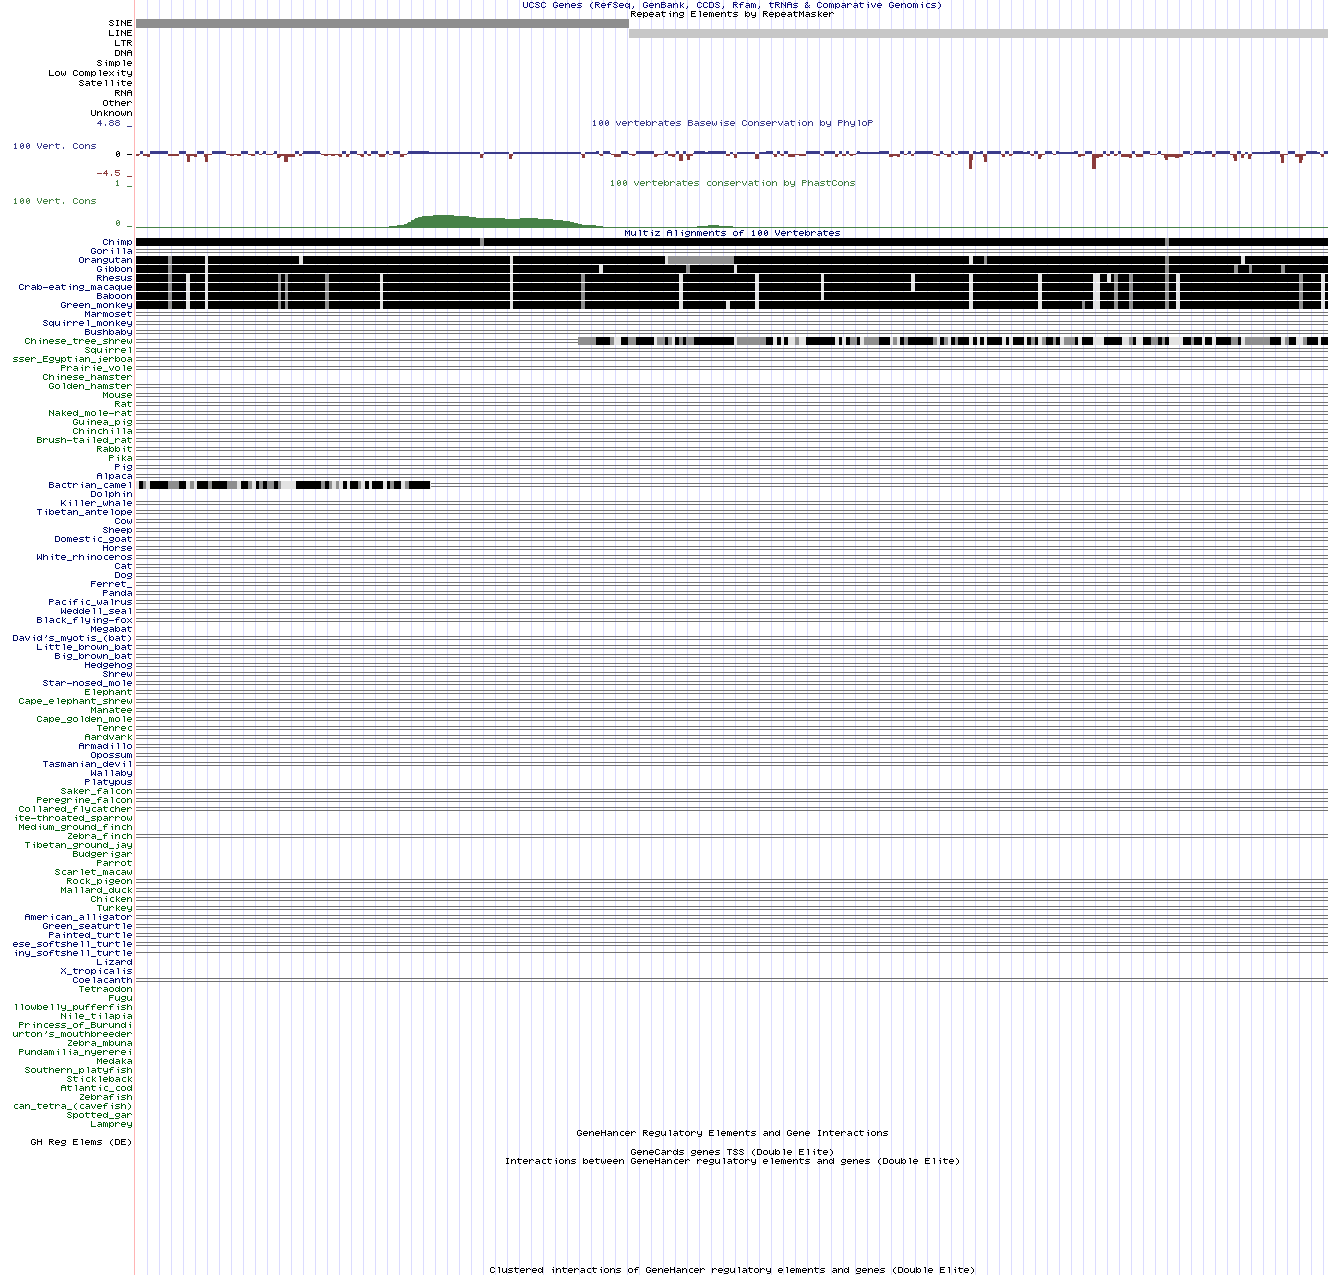 UCSC Genes (RefSeq, GenBank, CCDS, Rfam, tRNAs & Comparative Genomics)
Repeating Elements by RepeatMasker
SINE
LINE
LTR
DNA
Simple
Low Complexity
Satellite
RNA
Other
Unknown
4.88 _
100 vertebrates Basewise Conservation by PhyloP
100 Vert. Cons
0 _
-4.5 _
1 _
100 vertebrates conservation by PhastCons
100 Vert. Cons
0 _
Multiz Alignments of 100 Vertebrates
Chimp
Gorilla
Orangutan
Gibbon
Rhesus
Crab-eating_macaque
Baboon
Green_monkey
Marmoset
Squirrel_monkey
Bushbaby
Chinese_tree_shrew
Squirrel
sser_Egyptian_jerboa
Prairie_vole
Chinese_hamster
Golden_hamster
Mouse
Rat
Naked_mole-rat
Guinea_pig
Chinchilla
Brush-tailed_rat
Rabbit
Pika
Pig
Alpaca
Bactrian_camel
Dolphin
Killer_whale
Tibetan_antelope
Cow
Sheep
Domestic_goat
Horse
White_rhinoceros
Cat
Dog
Ferret_
Panda
Pacific_walrus
Weddell_seal
Black_flying-fox
Megabat
David's_myotis_(bat)
Little_brown_bat
Big_brown_bat
Hedgehog
Shrew
Star-nosed_mole
Elephant
Cape_elephant_shrew
Manatee
Cape_golden_mole
Tenrec
Aardvark
Armadillo
Opossum
Tasmanian_devil
Wallaby
Platypus
Saker_falcon
Peregrine_falcon
Collared_flycatcher
ite-throated_sparrow
Medium_ground_finch
Zebra_finch
Tibetan_ground_jay
Budgerigar
Parrot
Scarlet_macaw
Rock_pigeon
Mallard_duck
Chicken
Turkey
American_alligator
Green_seaturtle
Painted_turtle
ese_softshell_turtle
iny_softshell_turtle
Lizard
X_tropicalis
Coelacanth
Tetraodon
Fugu
llowbelly_pufferfish
Nile_tilapia
Princess_of_Burundi
urton's_mouthbreeder
Zebra_mbuna
Pundamilia_nyererei
Medaka
Southern_platyfish
Stickleback
Atlantic_cod
Zebrafish
can_tetra_(cavefish)
Spotted_gar
Lamprey
GeneHancer Regulatory Elements and Gene Interactions
GH Reg Elems (DE)
GeneCards genes TSS (Double Elite)
Interactions between GeneHancer regulatory elements and genes (Double Elite)
Clustered interactions of GeneHancer regulatory elements and genes (Double Elite)